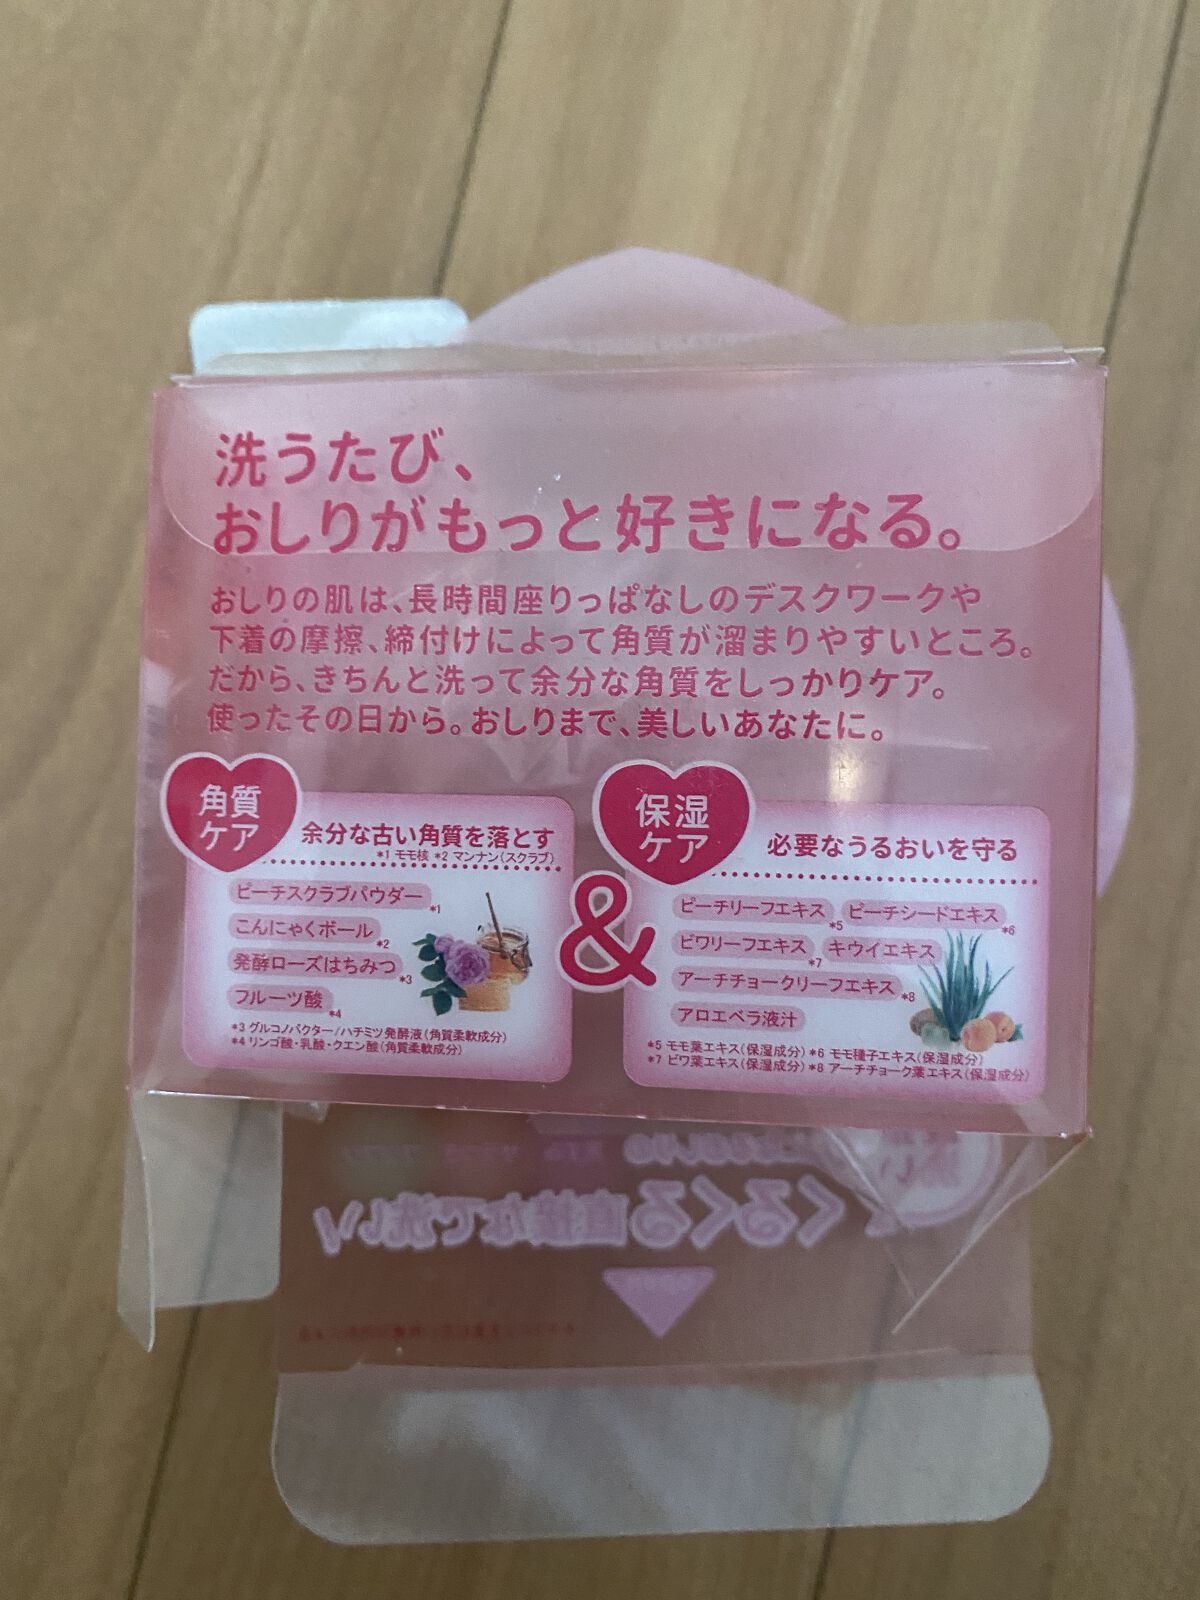 洗うたび、
おしりがもっと好きになる。
おしりの肌は、長時間座りっぱなしのデスクワークや
下着の摩擦、締付けによって角質が溜まりやすいところ。
だから、きちんと洗って余分な角質をしっかりケア。
使ったその日から。おしりまで、美しいあなたに。
角質
ケア
余分な古い角質を落とす
*1 モモ核 *2 マンナン(スクラブ)
ピーチスクラブパウダー*1
こんにゃくボール*2
発酵ローズはちみつ*3
フルーツ酸*4
*3 グルコノバクター/ハチミツ発酵液(角質柔軟成分)
*4 リンゴ酸・乳酸・クエン酸(角質柔軟成分)
&
保湿
ケア
必要なうるおいを守る
ピーチリーフエキス*5 ピーチシードエキス*6
ビワリーフエキス*7 キウイエキス
アーチチョークリーフエキス*8
アロエベラ液汁
*5 モモ葉エキス(保湿成分) *6 モモ種子エキス(保湿成分)
*7 ビワ葉エキス(保湿成分) *8 アーチチョーク葉エキス(保湿成分)
くるくる直接なで洗い!